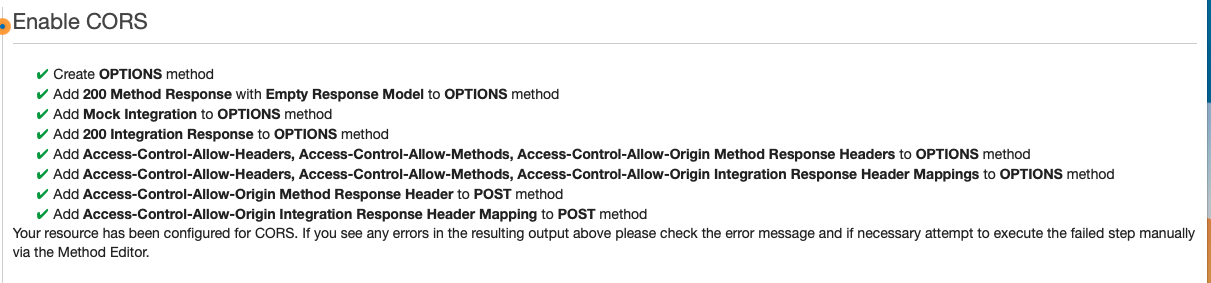 Enable CORS
✔ Create OPTIONS method
✔ Add 200 Method Response with Empty Response Model to OPTIONS method
✔ Add Mock Integration to OPTIONS method
✔ Add 200 Integration Response to OPTIONS method
✔ Add Access-Control-Allow-Headers, Access-Control-Allow-Methods, Access-Control-Allow-Origin Method Response Headers to OPTIONS method
✔ Add Access-Control-Allow-Headers, Access-Control-Allow-Methods, Access-Control-Allow-Origin Integration Response Header Mappings to OPTIONS method
✔ Add Access-Control-Allow-Origin Method Response Header to POST method
✔ Add Access-Control-Allow-Origin Integration Response Header Mapping to POST method
Your resource has been configured for CORS. If you see any errors in the resulting output above please check the error message and if necessary attempt to execute the failed step manually
via the Method Editor.